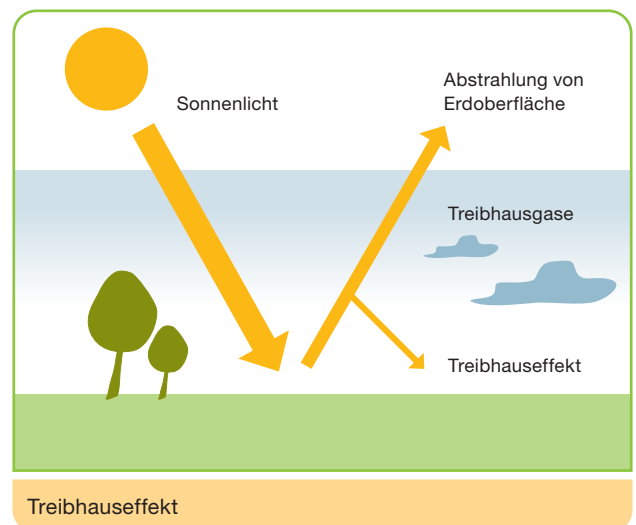 Sonnenlicht
Abstrahlung von
Erdoberfläche
Treibhausgase
Treibhauseffekt
Treibhauseffekt